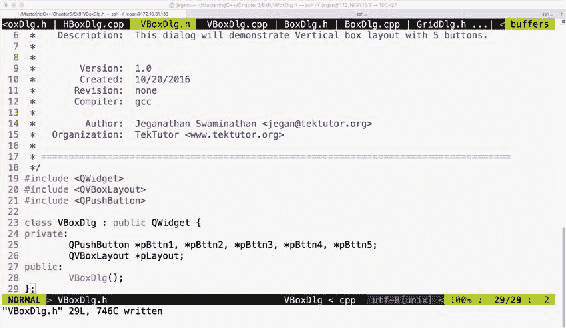 <oxDlg.h | HBoxDlg.cpp VBoxDlg.h VBoxDlg.cpp | BoxDlg.h | BoxDlg.cpp | GridDlg.h ... < buffers
6 * Description: This dialog will demonstrate Vertical box layout with 5 buttons.
7 *
8 *
9 * Version: 1.0
10 * Created: 10/20/2016
11 * Revision: none
12 * Compiler: gcc
13 *
14 * Author: Jeganathan Swaminathan <jegan@tektutor.org>
15 * Organization: TekTutor <www.tektutor.org>
16 *
17 * =====================================================================
18 */
19 #include <QWidget>
20 #include <QVBoxLayout>
21 #include <QPushButton>
22
23 class VBoxDlg : public QWidget {
24 private:
25 QPushButton *pBttn1, *pBttn2, *pBttn3, *pBttn4, *pBttn5;
26 QVBoxLayout *pLayout;
27 public:
28 VBoxDlg();
29 };
NORMAL > VBoxDlg.h VBoxDlg < cpp utf-8[unix] < 100% : 29/29 : 2
"VBoxDlg.h" 29L, 746C written